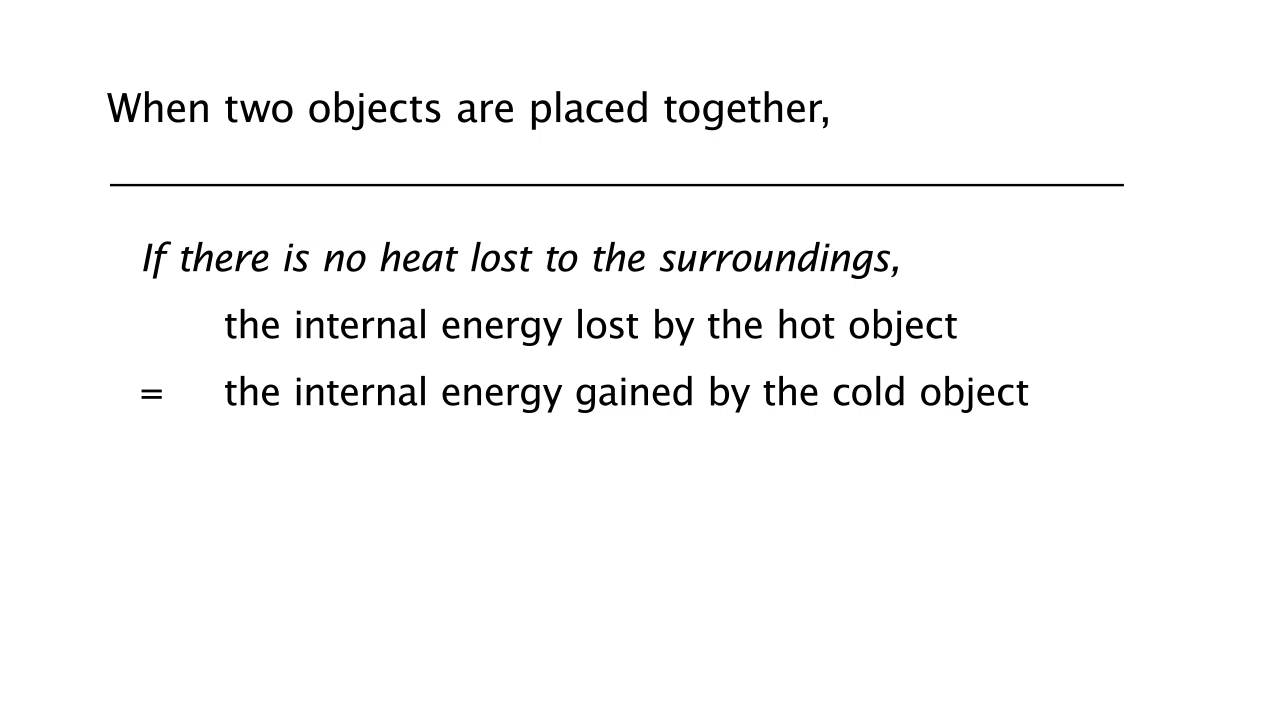 When two objects are placed together,
If there is no heat lost to the surroundings,
the internal energy lost by the hot object
= the internal energy gained by the cold object